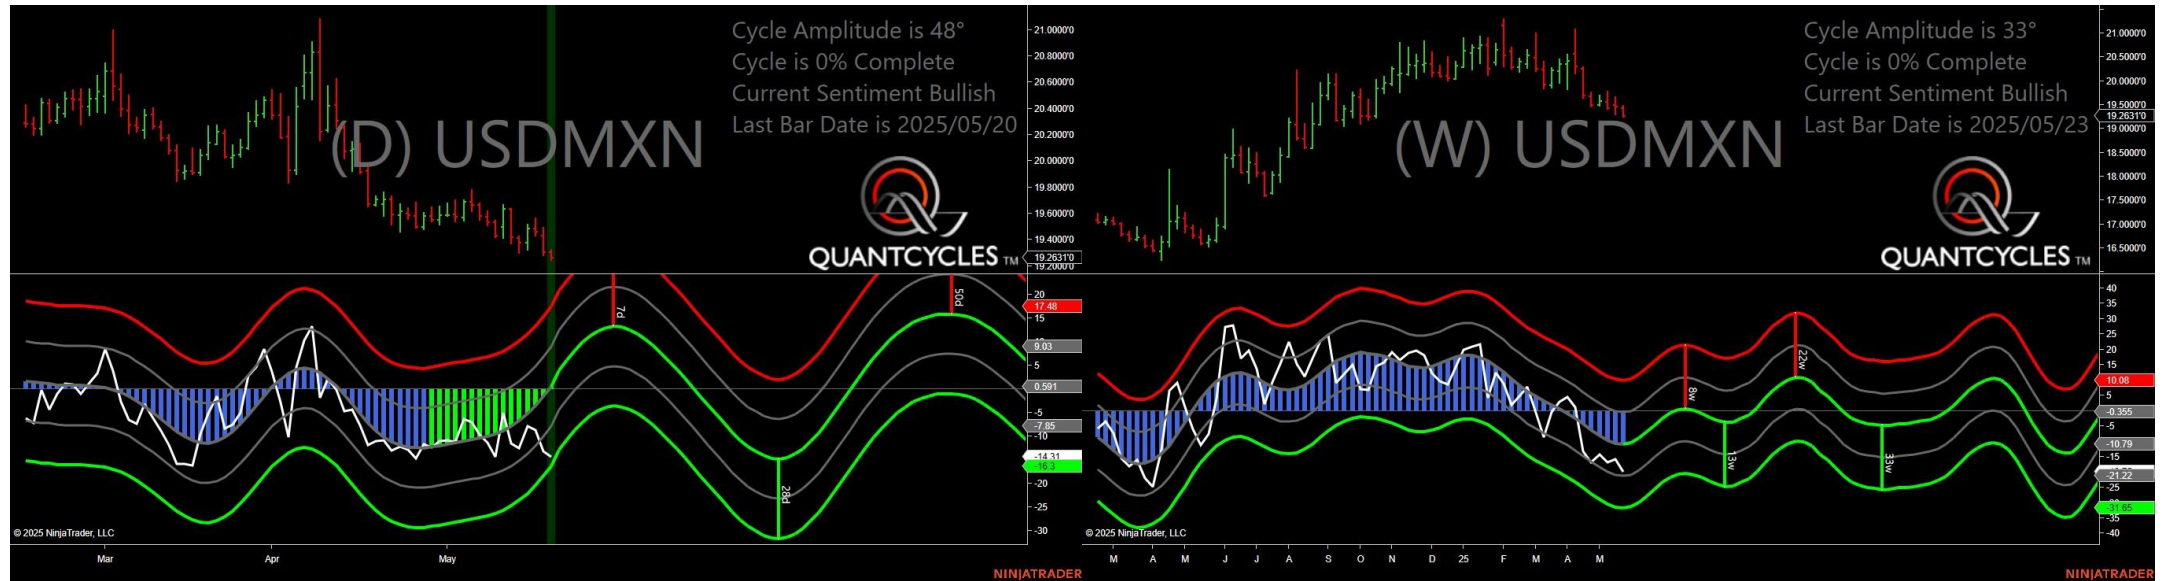 Cycle Amplitude is 48°
Cycle is 0% Complete
Current Sentiment Bullish
Last Bar Date is 2025/05/20
(D) USDMXN
QUANTCYCLES TM
21.0000'0
20.8000'0
20.6000'0
20.4000'0
20.2000'0
20.0000'0
19.8000'0
19.6000'0
19.4000'0
19.2631'0
19.2000'0
7d
50d
28d
20
17.48
15
9.03
5
0.591
-5
-7.85
-10
-14.31
-16.3
-20
-25
-30
© 2025 NinjaTrader, LLC
Mar
Apr
May
NINJATRADER
Cycle Amplitude is 33°
Cycle is 0% Complete
Current Sentiment Bullish
Last Bar Date is 2025/05/23
(W) USDMXN
QUANTCYCLES TM
21.0000'0
20.5000'0
20.0000'0
19.5000'0
19.2631'0
19.0000'0
18.5000'0
18.0000'0
17.5000'0
17.0000'0
16.5000'0
8w
22w
13w
33w
40
35
30
25
20
15
10.08
5
-0.355
-5
-10.79
-15
-21.22
-25
-31.65
-35
-40
© 2025 NinjaTrader, LLC
M A M J J A S O N D 25 F M A M
NINJATRADER